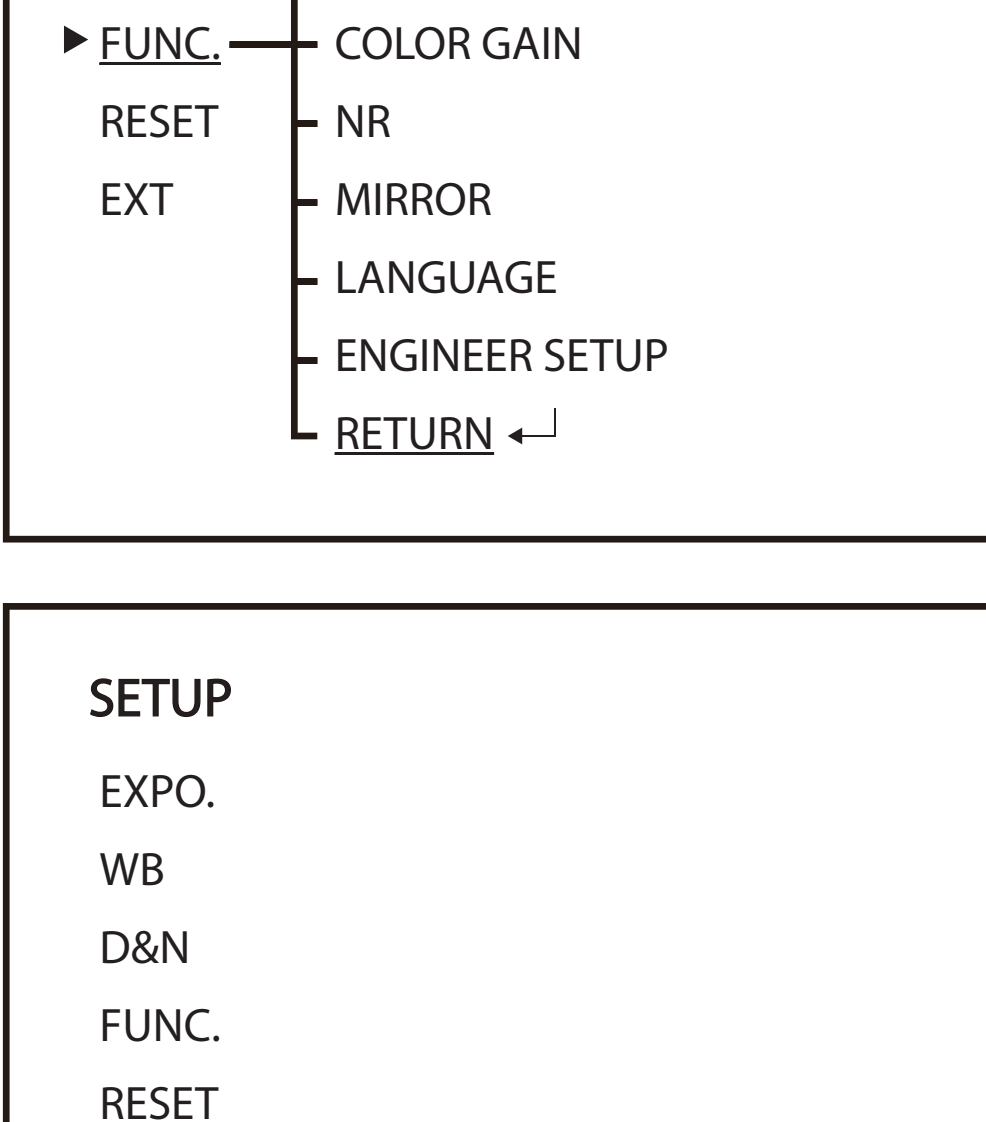 FUNC. COLOR GAIN
RESET NR
EXT MIRROR
LANGUAGE
ENGINEER SETUP
RETURN
SETUP
EXPO.
WB
D&N
FUNC.
RESET